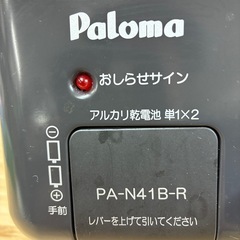 Paloma
おしらせサイン
アルカリ乾電池 単1×2
⊖
⊕
手前
PA-N41B-R
レバーを上げて引いてください